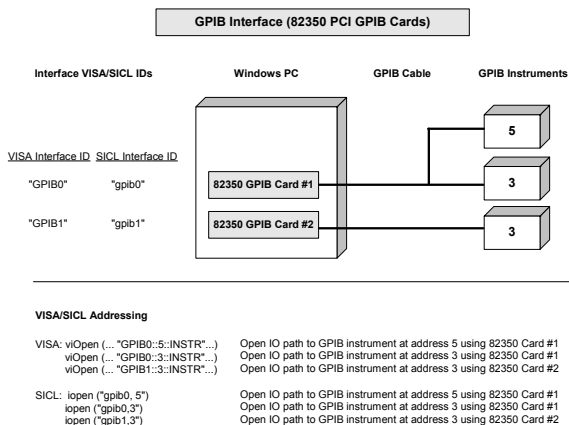 GPIB Interface (82350 PCI GPIB Cards)
Interface VISA/SICL IDs Windows PC GPIB Cable GPIB Instruments
5
VISA Interface ID SICL Interface ID
"GPIB0" "gpib0" 82350 GPIB Card #1 3
"GPIB1" "gpib1" 82350 GPIB Card #2 3
VISA/SICL Addressing
VISA: viOpen (... "GPIB0::5::INSTR"...) Open IO path to GPIB instrument at address 5 using 82350 Card #1
viOpen (... "GPIB0::3::INSTR"...) Open IO path to GPIB instrument at address 3 using 82350 Card #1
viOpen (... "GPIB1::3::INSTR"...) Open IO path to GPIB instrument at address 3 using 82350 Card #2
SICL: iopen ("gpib0, 5") Open IO path to GPIB instrument at address 5 using 82350 Card #1
iopen ("gpib0,3") Open IO path to GPIB instrument at address 3 using 82350 Card #1
iopen ("gpib1,3") Open IO path to GPIB instrument at address 3 using 82350 Card #2